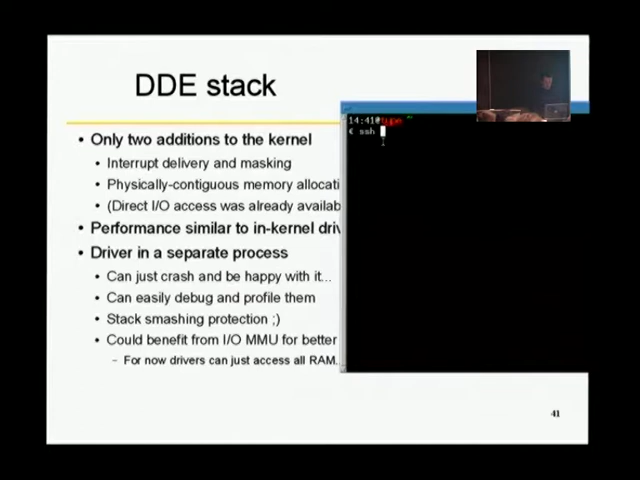 DDE stack
• Only two additions to the kernel
• Interrupt delivery and masking
• Physically-contiguous memory allocati
• (Direct I/O access was already availab
• Performance similar to in-kernel driv
• Driver in a separate process
• Can just crash and be happy with it...
• Can easily debug and profile them
• Stack smashing protection ;)
• Could benefit from I/O MMU for better
– For now drivers can just access all RAM...
14:41@
€ ssh
41